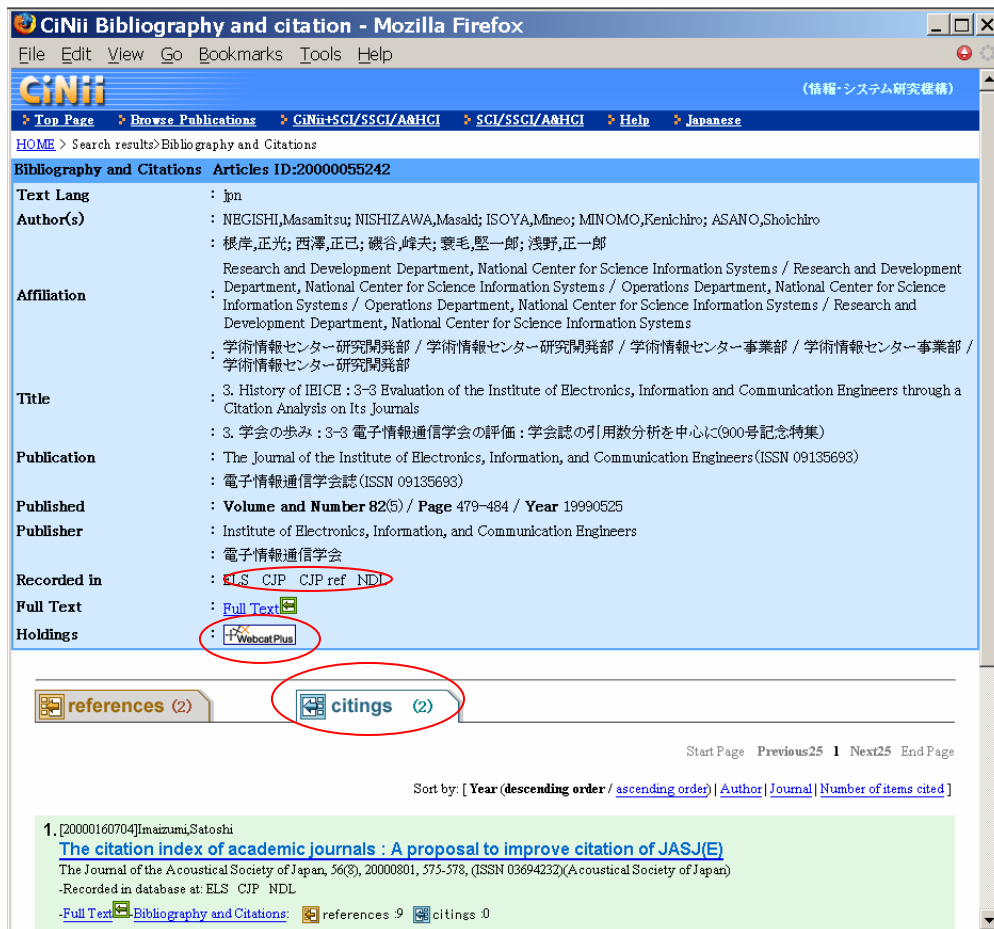 CiNii Bibliography and citation - Mozilla Firefox
File Edit View Go Bookmarks Tools Help
CiNii
(情報・システム研究機構)
Top Page Browse Publications CiNii+SCI/SSCI/A&HCI SCI/SSCI/A&HCI Help Japanese
HOME > Search results>Bibliography and Citations
Bibliography and Citations Articles ID:20000055242
Text Lang : jpn
Author(s) : NEGISHI,Masamitsu; NISHIZAWA,Masaki; ISOYA,Mineo; MINOMO,Kenichiro; ASANO,Shoichiro
: 根岸,正光; 西澤,正己; 磯谷,峰夫; 蓑毛,堅一郎; 浅野,正一郎
Research and Development Department, National Center for Science Information Systems / Research and Development
Department, National Center for Science Information Systems / Operations Department, National Center for Science
Affiliation :
Information Systems / Operations Department, National Center for Science Information Systems / Research and
Development Department, National Center for Science Information Systems
: 学術情報センター研究開発部 / 学術情報センター研究開発部 / 学術情報センター事業部 / 学術情報センター事業部 /
学術情報センター研究開発部
Title : 3. History of IEICE : 3-3 Evaluation of the Institute of Electronics, Information and Communication Engineers through a
Citation Analysis on Its Journals
: 3. 学会の歩み : 3-3 電子情報通信学会の評価 : 学会誌の引用数分析を中心に(900号記念特集)
Publication : The Journal of the Institute of Electronics, Information, and Communication Engineers(ISSN 09135693)
: 電子情報通信学会誌(ISSN 09135693)
Published : Volume and Number 82(5) / Page 479-484 / Year 19990525
Publisher : Institute of Electronics, Information, and Communication Engineers
: 電子情報通信学会
Recorded in : ELS CJP CJP ref NDL
Full Text : Full Text
Holdings : Webcat Plus
references (2) citings (2)
Start Page Previous25 1 Next25 End Page
Sort by: [ Year (descending order / ascending order) | Author | Journal | Number of items cited ]
1. [20000160704]Imaizumi,Satoshi
The citation index of academic journals : A proposal to improve citation of JASJ(E)
The Journal of the Acoustical Society of Japan, 56(8), 20000801, 575-578, (ISSN 03694232)(Acoustical Society of Japan)
-Recorded in database at: ELS CJP NDL
-Full Text-Bibliography and Citations: references :9 citings :0